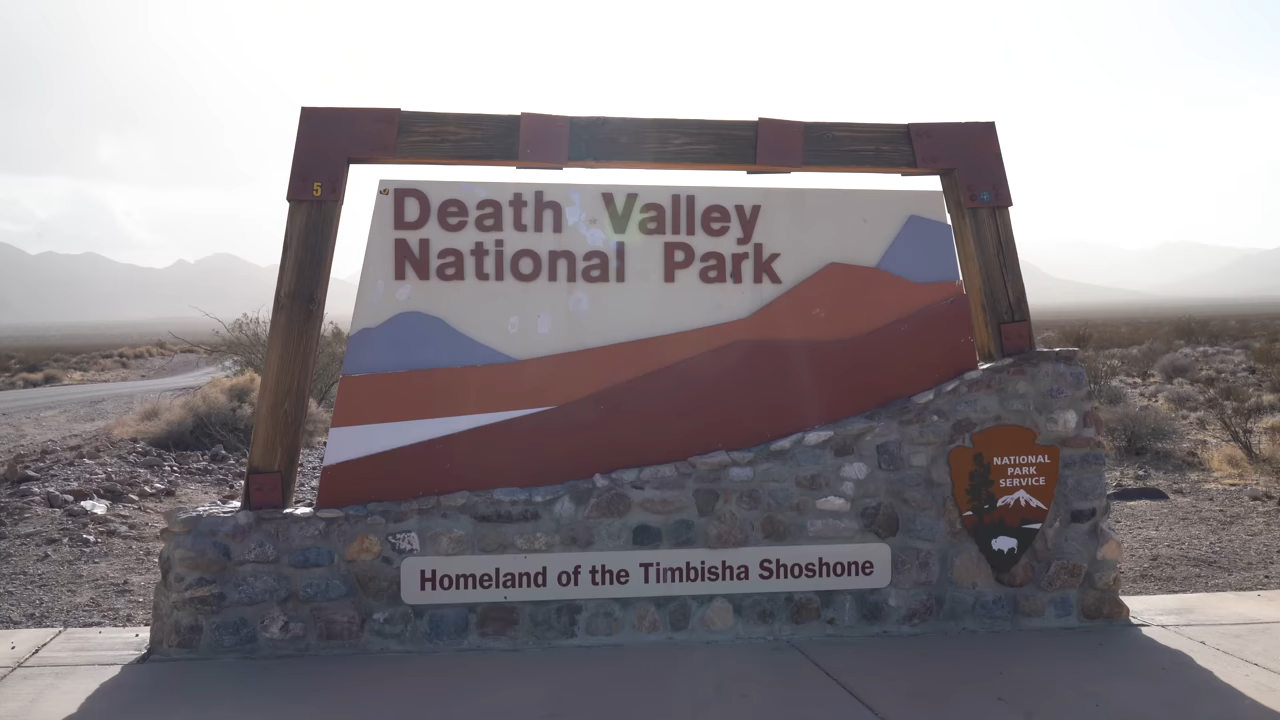 5
Death Valley
National Park
NATIONAL
PARK
SERVICE
Homeland of the Timbisha Shoshone